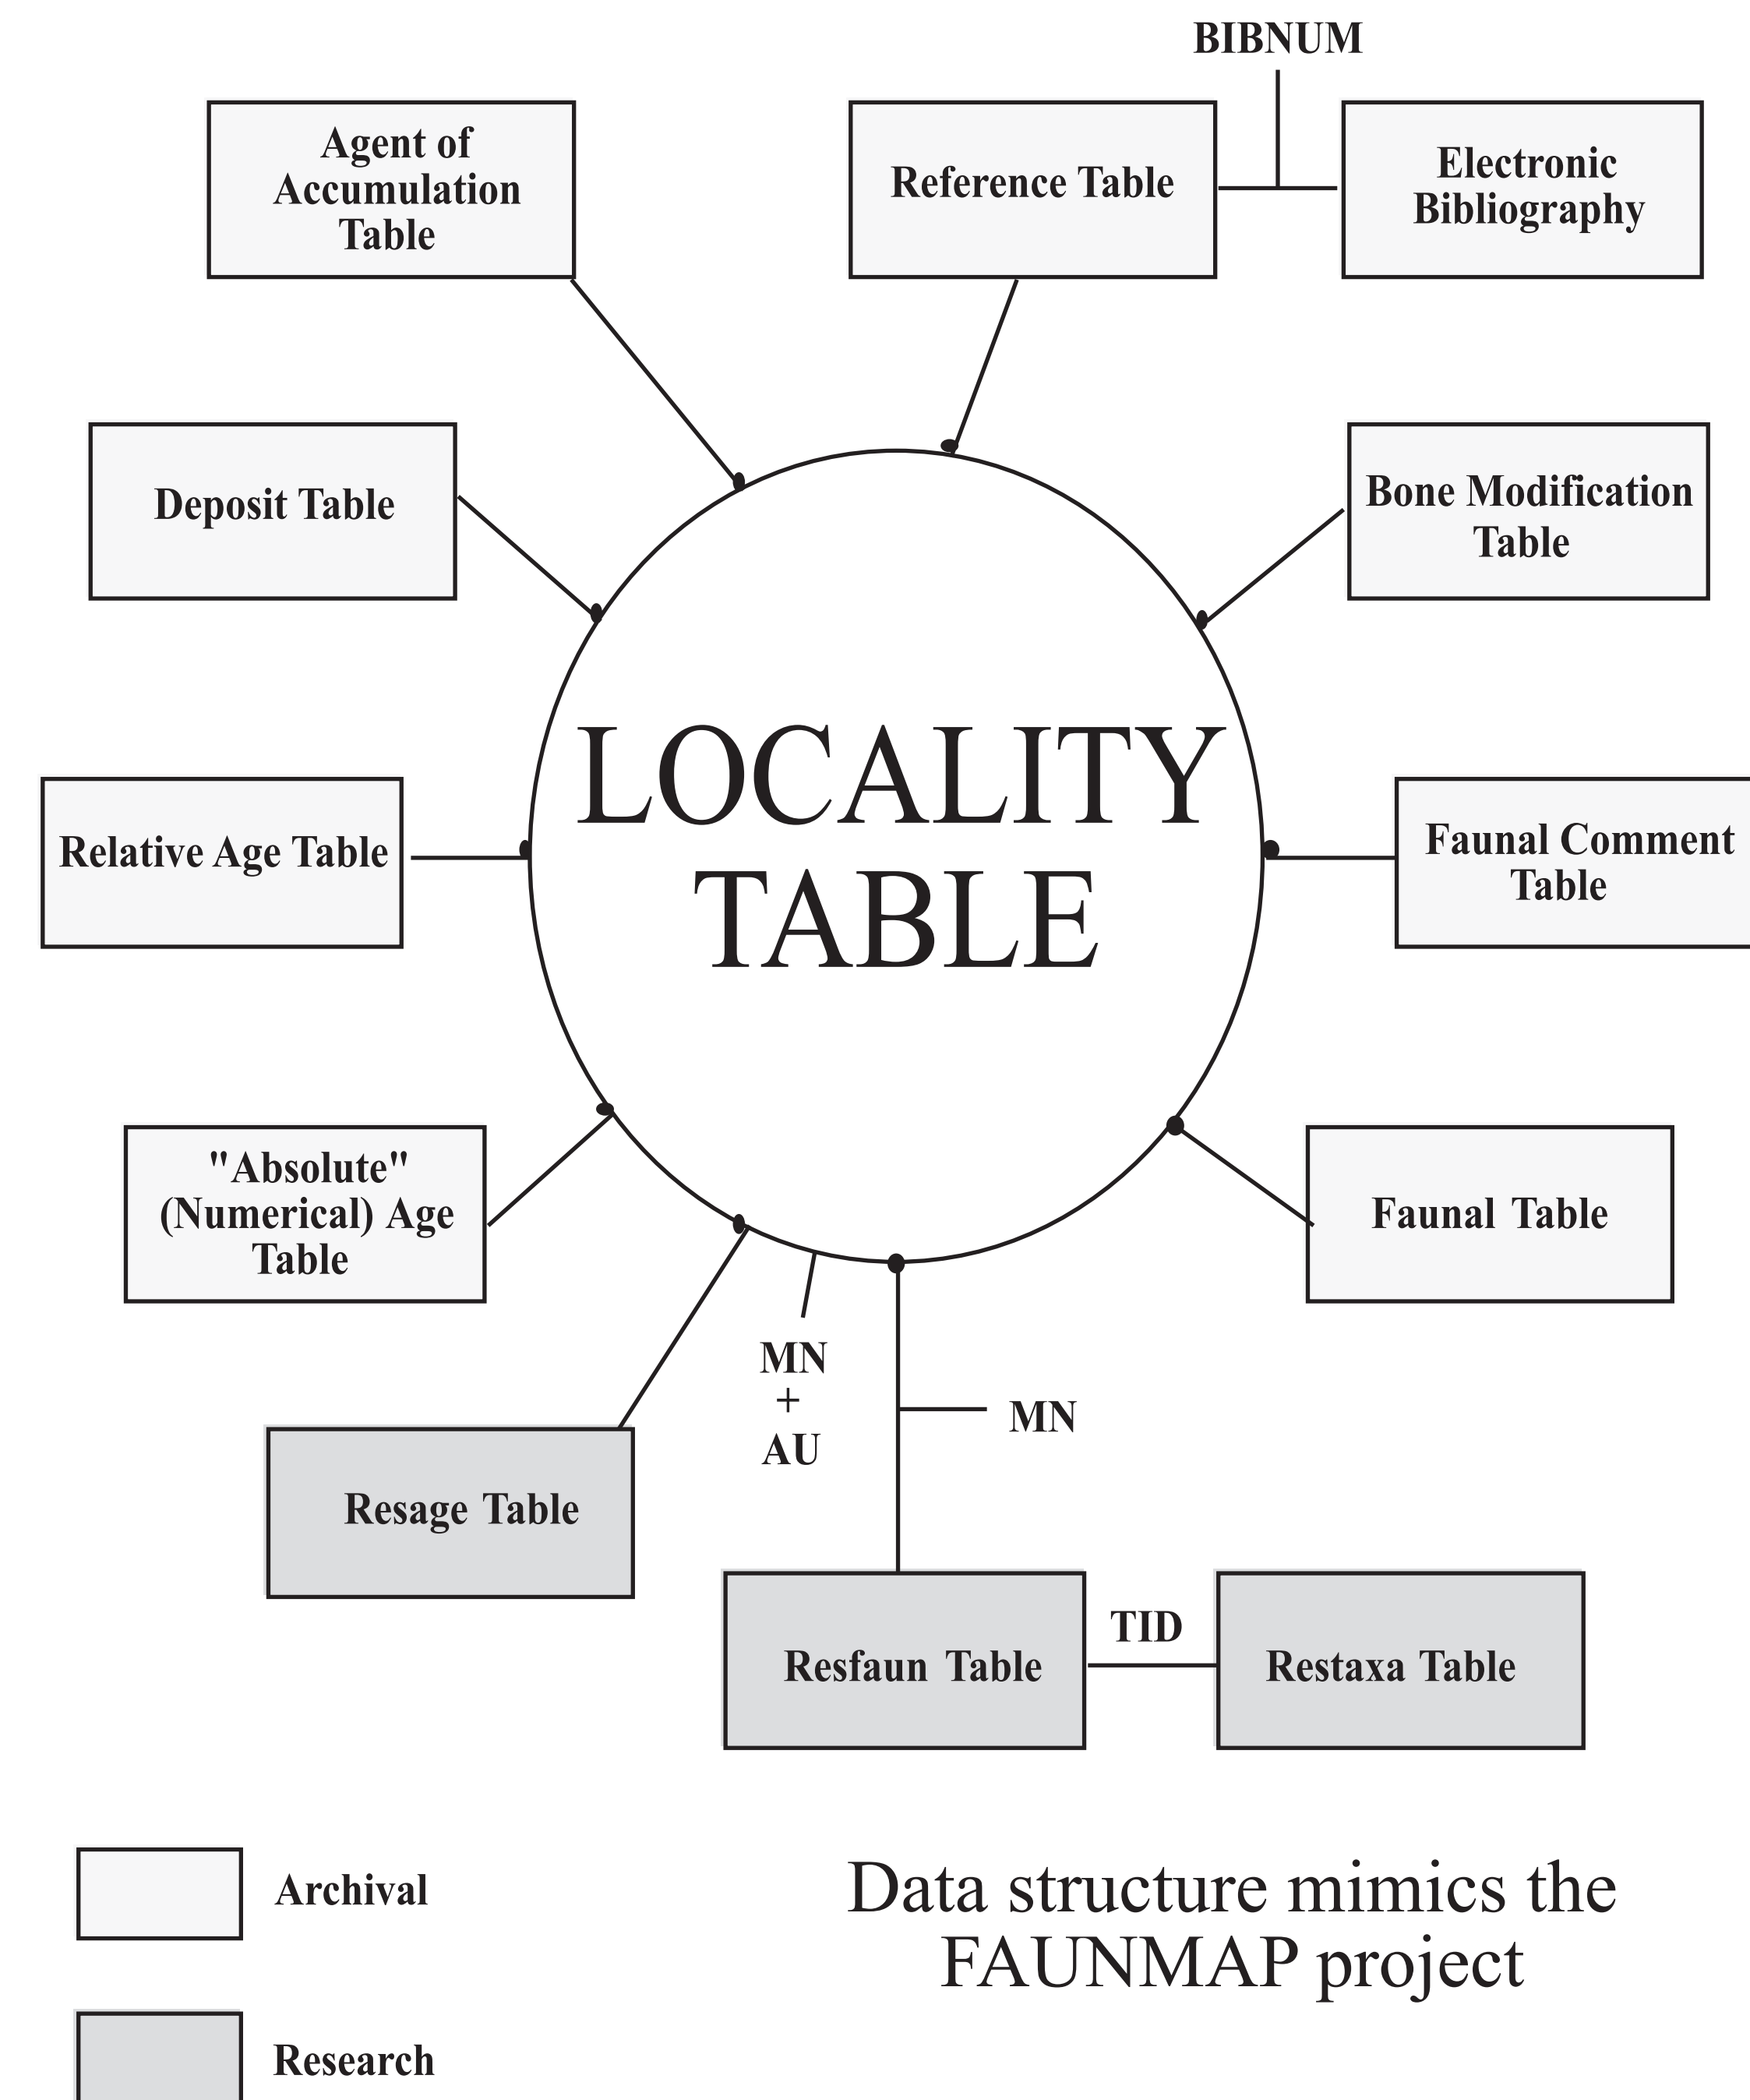 BIBNUM
Agent of
Accumulation
Table
Reference Table
Electronic
Bibliography
Deposit Table
Bone Modification
Table
LOCALITY
TABLE
Relative Age Table
Faunal Comment
Table
"Absolute"
(Numerical) Age
Table
Faunal Table
MN
+
AU
MN
Resage Table
Resfaun Table
TID
Restaxa Table
Archival
Data structure mimics the
FAUNMAP project
Research